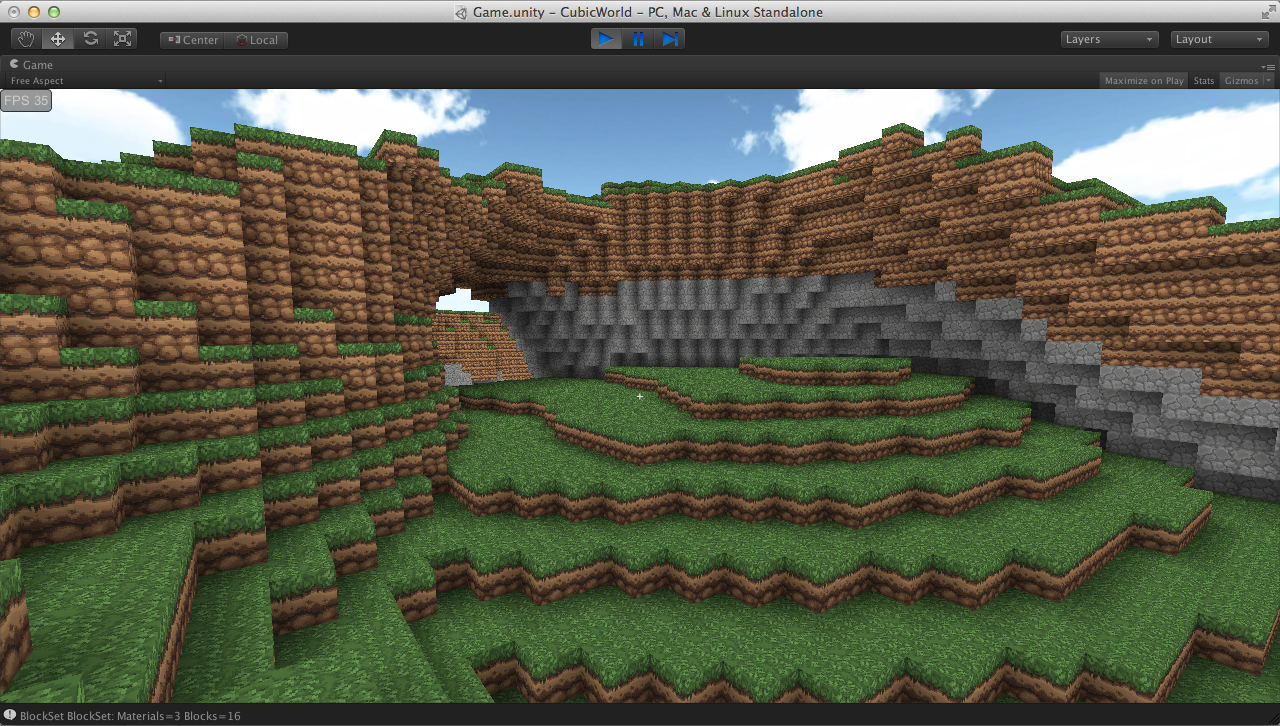 Game.unity - CubicWorld - PC, Mac & Linux Standalone
Center Local Layers Layout
Game
Free Aspect Maximize on Play Stats Gizmos
FPS 35
BlockSet BlockSet: Materials=3 Blocks=16